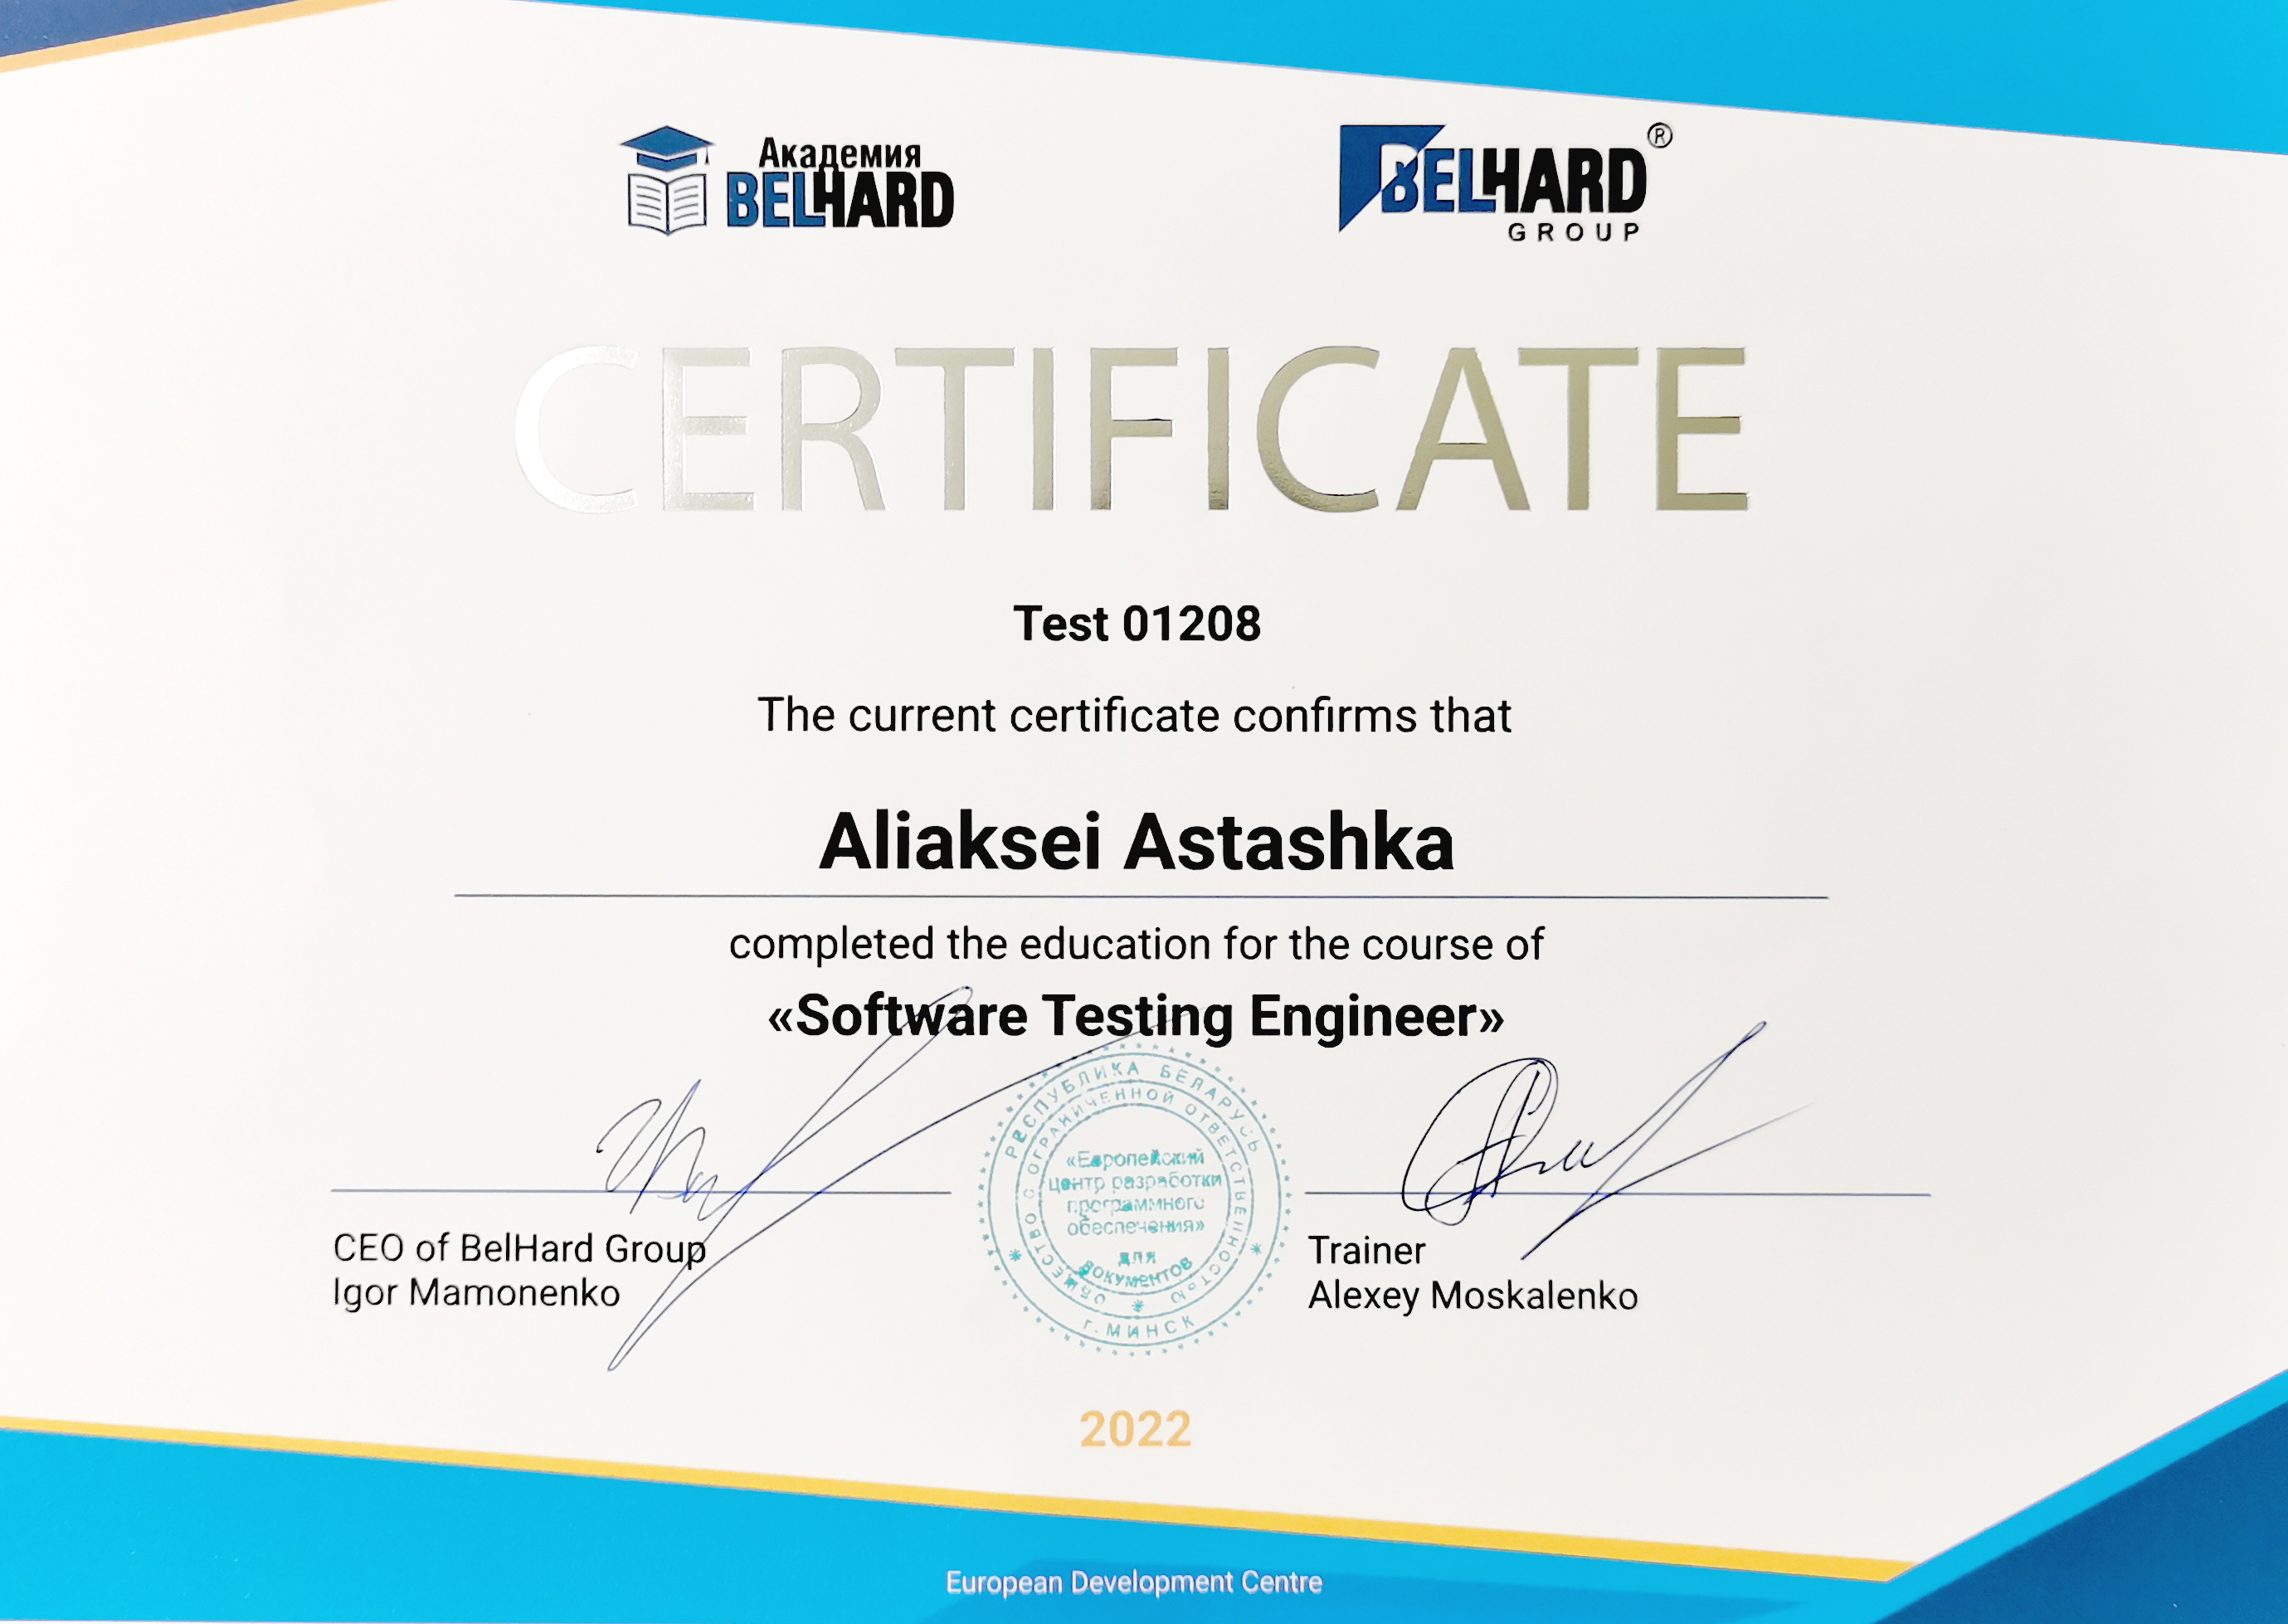 Академия
BELHARD
BELHARD®
GROUP
CERTIFICATE
Test 01208
The current certificate confirms that
Aliaksei Astashka
completed the education for the course of
«Software Testing Engineer»
РЕСПУБЛИКА БЕЛАРУСЬ
ОБЩЕСТВО С ОГРАНИЧЕННОЙ ОТВЕТСТВЕННОСТЬЮ
«Европейский
центр разработки
программного
обеспечения»
для
документов
г. МИНСК
CEO of BelHard Group
Igor Mamonenko
Trainer
Alexey Moskalenko
2022
European Development Centre